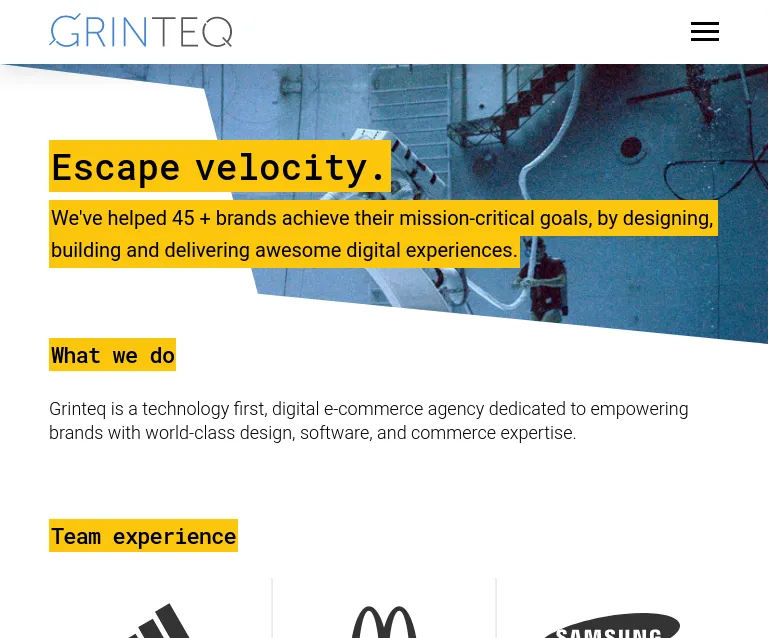 GRINTEQ
Escape velocity.
We've helped 45 + brands achieve their mission-critical goals, by designing,
building and delivering awesome digital experiences.
What we do
Grinteq is a technology first, digital e-commerce agency dedicated to empowering
brands with world-class design, software, and commerce expertise.
Team experience
SAMSUNG